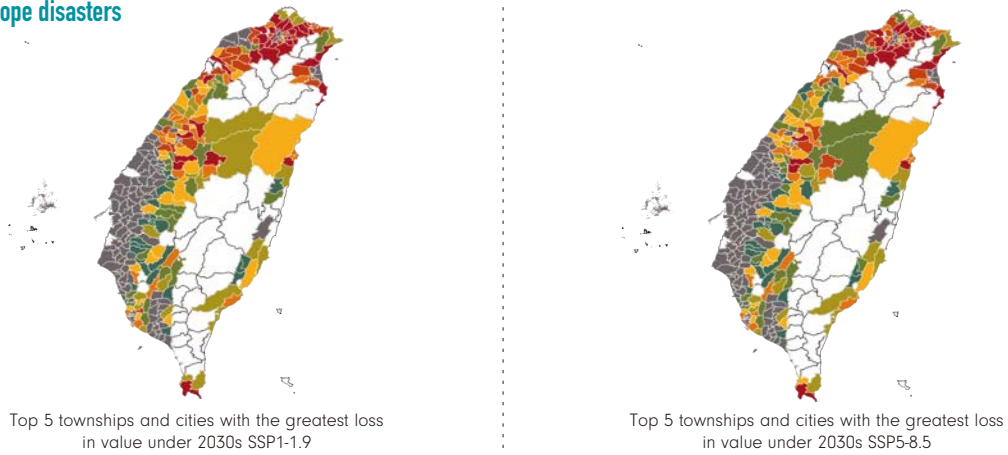 ope disasters
Top 5 townships and cities with the greatest loss
in value under 2030s SSP1-1.9
Top 5 townships and cities with the greatest loss
in value under 2030s SSP5-8.5